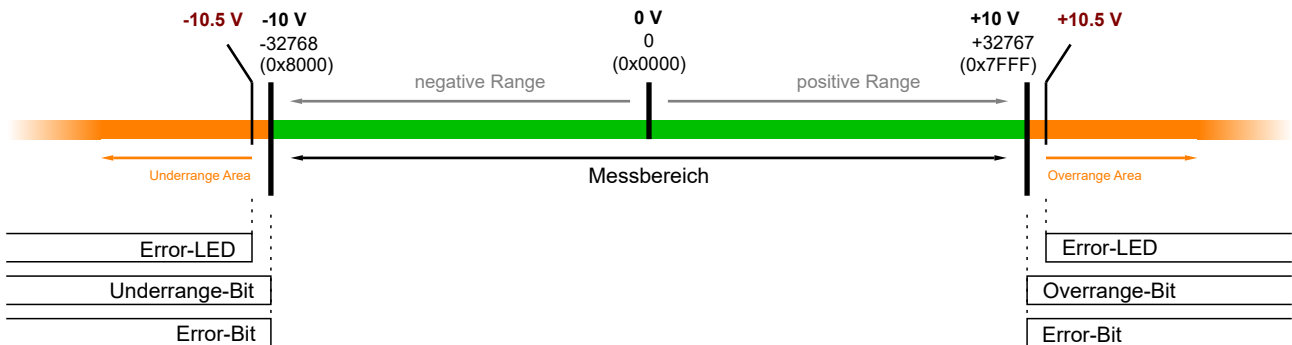 -10.5 V
-10 V
0 V
+10 V
+10.5 V
-32768
0
+32767
(0x8000)
(0x0000)
(0x7FFF)
negative Range
positive Range
Underrange Area
Messbereich
Overrange Area
Error-LED
Error-LED
Underrange-Bit
Overrange-Bit
Error-Bit
Error-Bit